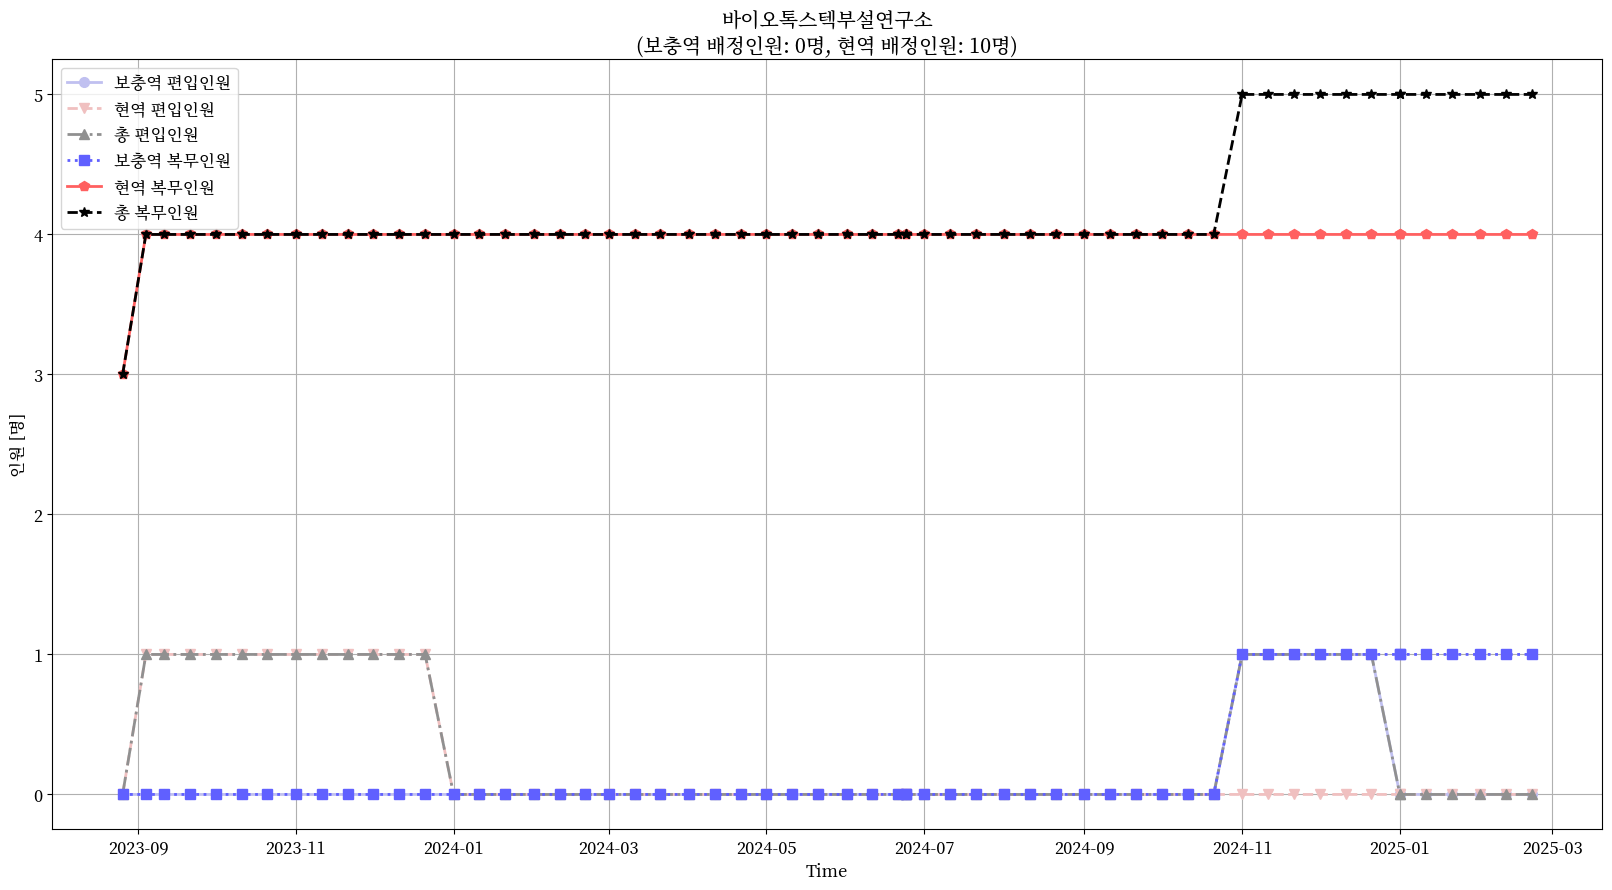 바이오톡스텍부설연구소
(보충역 배정인원: 0명, 현역 배정인원: 10명)
보충역 편입인원
현역 편입인원
총 편입인원
보충역 복무인원
현역 복무인원
총 복무인원
인원 [명]
5
4
3
2
1
0
2023-09
2023-11
2024-01
2024-03
2024-05
2024-07
2024-09
2024-11
2025-01
2025-03
Time